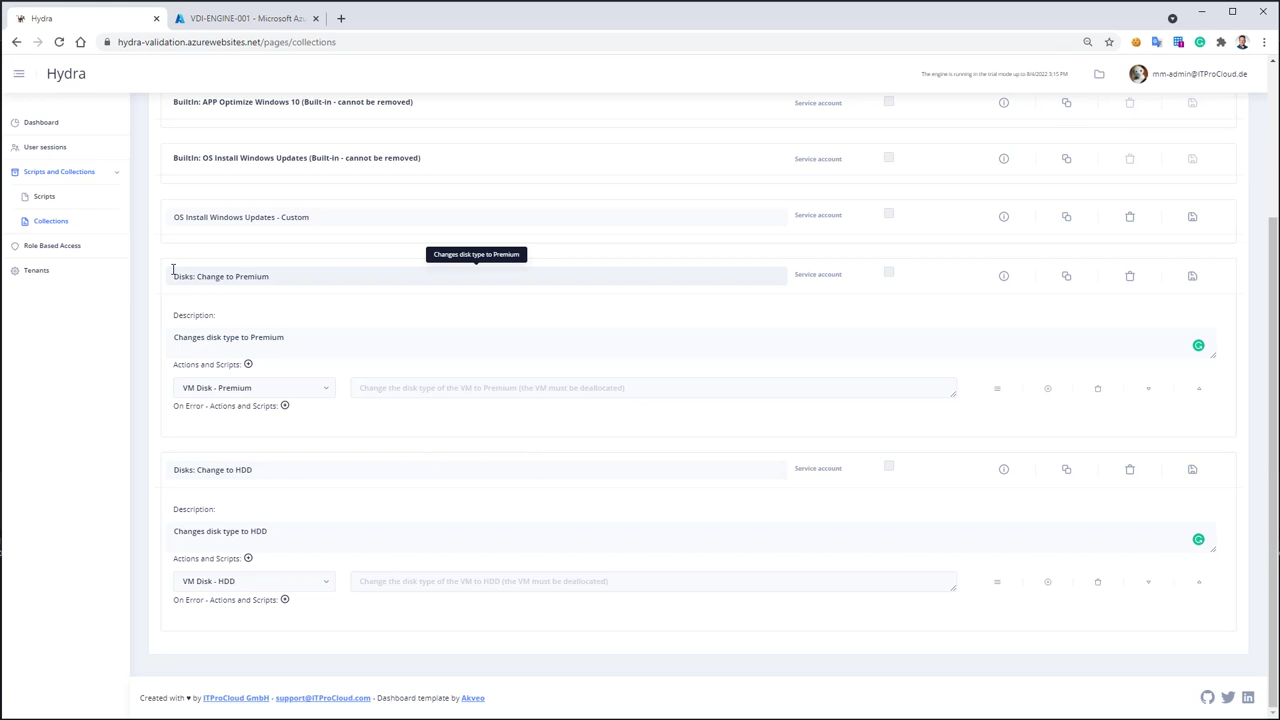 Hydra
VDI-ENGINE-001 - Microsoft Az
hydra-validation.azurewebsites.net/pages/collections
Hydra
The engine is running in the trial mode up to 8/4/2022 3:15 PM
mm-admin@ITProCloud.de
Dashboard
User sessions
Scripts and Collections
Scripts
Collections
Role Based Access
Tenants
BuiltIn: APP Optimize Windows 10 (Built-in - cannot be removed)
Service account
BuiltIn: OS Install Windows Updates (Built-in - cannot be removed)
Service account
OS Install Windows Updates - Custom
Service account
Changes disk type to Premium
Disks: Change to Premium
Service account
Description:
Changes disk type to Premium
Actions and Scripts:
VM Disk - Premium
Change the disk type of the VM to Premium (the VM must be deallocated)
On Error - Actions and Scripts:
Disks: Change to HDD
Service account
Description:
Changes disk type to HDD
Actions and Scripts:
VM Disk - HDD
Change the disk type of the VM to HDD (the VM must be deallocated)
On Error - Actions and Scripts:
Created with ♥ by ITProCloud GmbH - support@ITProCloud.com - Dashboard template by Akveo